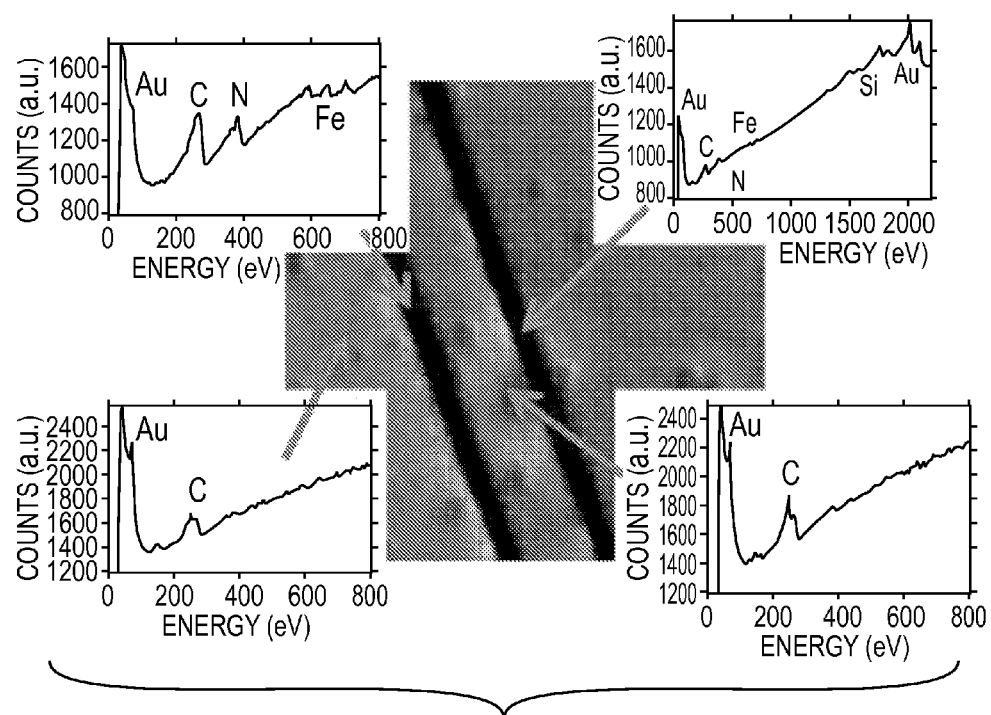 COUNTS (a.u.)
1600
1400
1200
1000
800
Au
C
N
Fe
0 200 400 600 800
ENERGY (eV)
COUNTS (a.u.)
1600
1400
1200
1000
800
Au
C
Fe
N
Si
Au
0 500 1000 1500 2000
ENERGY (eV)
COUNTS (a.u.)
2400
2200
2000
1800
1600
1400
1200
Au
C
0 200 400 600 800
ENERGY (eV)
COUNTS (a.u.)
2400
2200
2000
1800
1600
1400
1200
Au
C
0 200 400 600 800
ENERGY (eV)